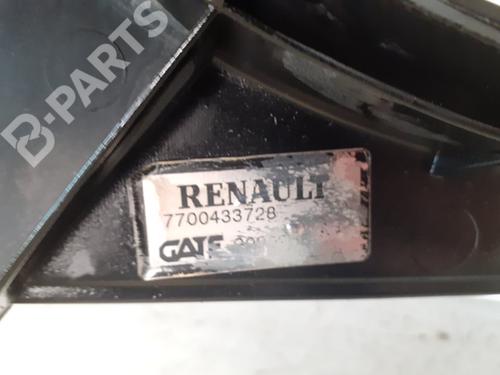 B-PARTS
RENAULT
7700433728
GATE